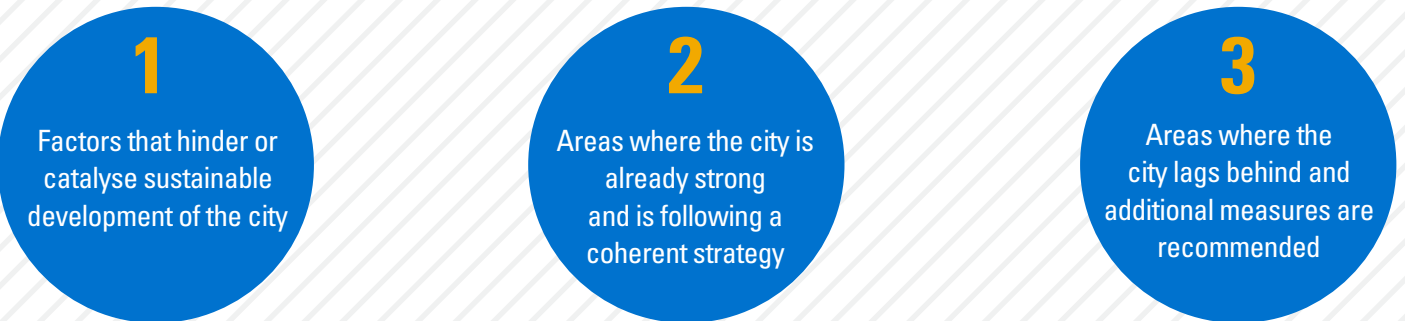 1
Factors that hinder or
catalyse sustainable
development of the city
2
Areas where the city is
already strong
and is following a
coherent strategy
3
Areas where the
city lags behind and
additional measures are
recommended